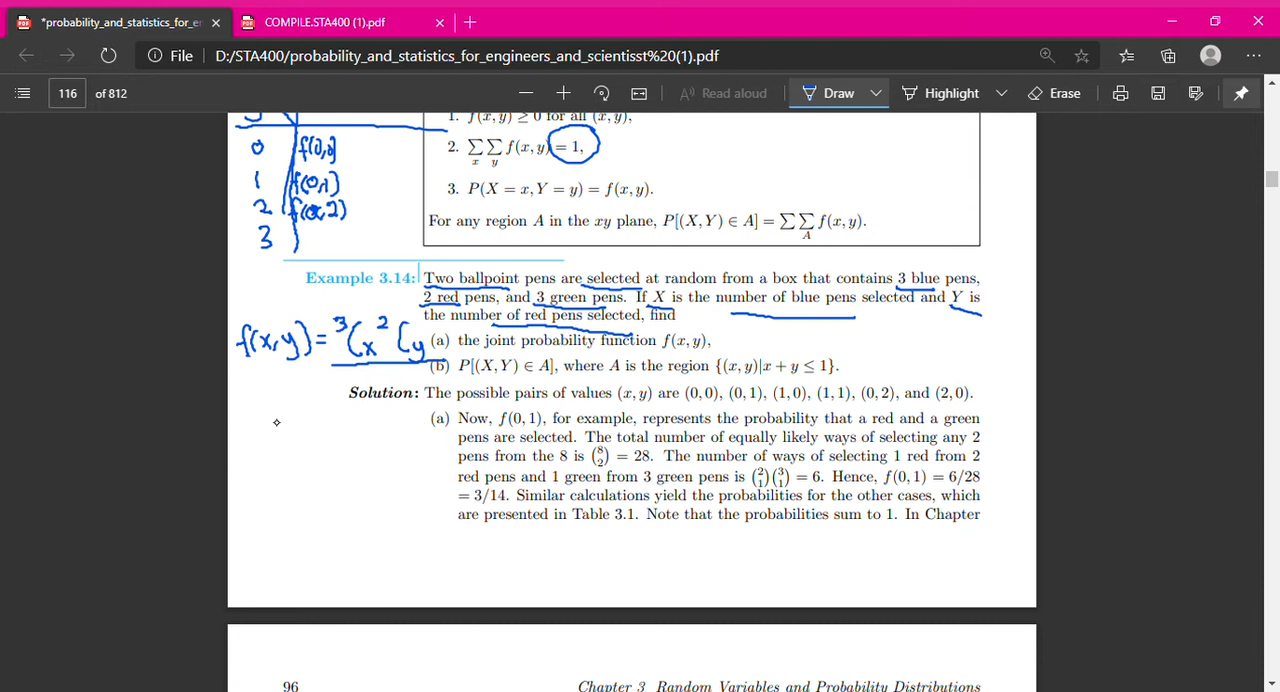 *probability_and_statistics_for_er
COMPILE.STA400 (1).pdf
File
D:/STA400/probability_and_statistics_for_engineers_and_scientisst%20(1).pdf
116 of 812
Read aloud
Draw
Highlight
Erase
1. f(x, y) ≥ 0 for all (x, y),
2. ∑∑ f(x, y) = 1,
x y
3. P(X = x, Y = y) = f(x, y).
For any region A in the xy plane, P[(X, Y) ∈ A] = ∑∑ f(x, y).
A
0 f(0,0)
1 f(0,1)
2 f(0,2)
3
Example 3.14: Two ballpoint pens are selected at random from a box that contains 3 blue pens,
2 red pens, and 3 green pens. If X is the number of blue pens selected and Y is
the number of red pens selected, find
f(x,y) = 3Cx 2Cy
(a) the joint probability function f(x, y),
(b) P[(X, Y) ∈ A], where A is the region {(x, y)|x + y ≤ 1}.
Solution: The possible pairs of values (x, y) are (0, 0), (0, 1), (1, 0), (1, 1), (0, 2), and (2, 0).
(a) Now, f(0, 1), for example, represents the probability that a red and a green
pens are selected. The total number of equally likely ways of selecting any 2
pens from the 8 is (8 2) = 28. The number of ways of selecting 1 red from 2
red pens and 1 green from 3 green pens is (2 1)(3 1) = 6. Hence, f(0, 1) = 6/28
= 3/14. Similar calculations yield the probabilities for the other cases, which
are presented in Table 3.1. Note that the probabilities sum to 1. In Chapter
96 Chapter 3 Random Variables and Probability Distributions